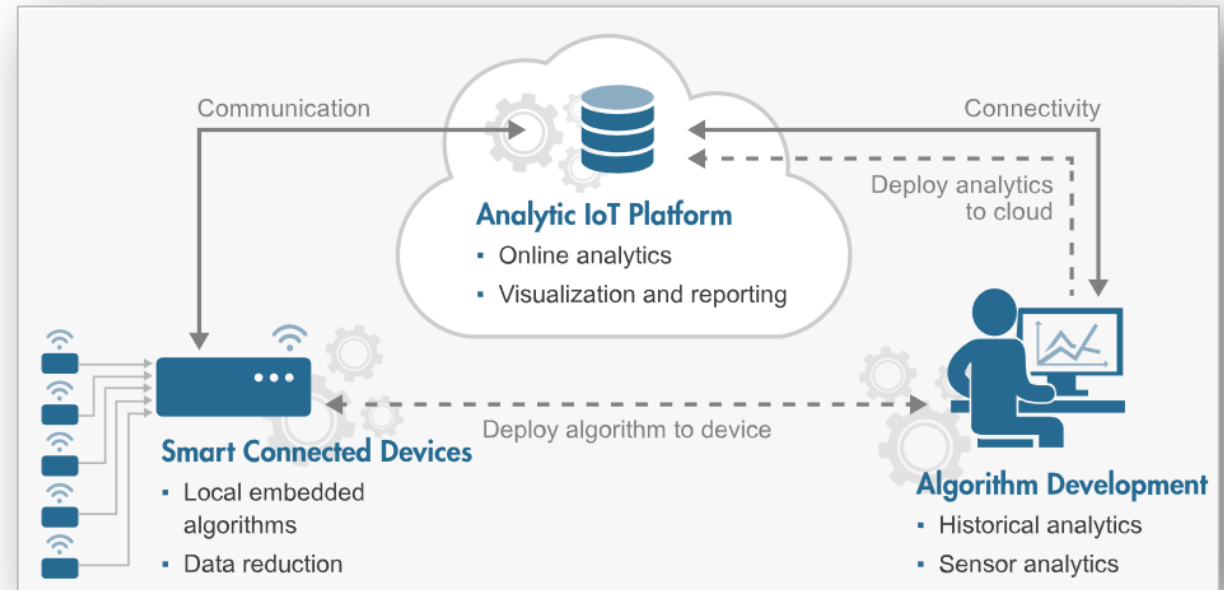 Communication
Connectivity
Deploy analytics
to cloud
Analytic IoT Platform
▪ Online analytics
▪ Visualization and reporting
Deploy algorithm to device
Smart Connected Devices
▪ Local embedded
algorithms
▪ Data reduction
Algorithm Development
▪ Historical analytics
▪ Sensor analytics